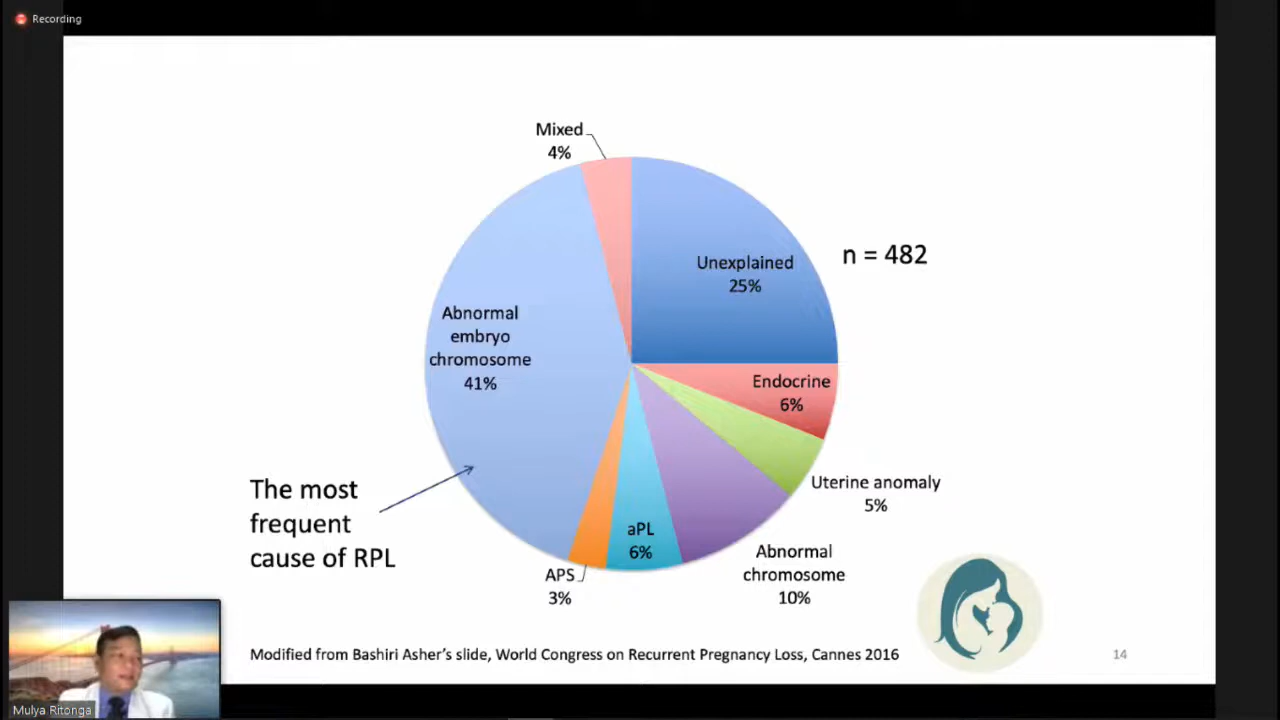 Recording
Mixed
4%
Unexplained
25%
n = 482
Abnormal
embryo
chromosome
41%
Endocrine
6%
Uterine anomaly
5%
The most
frequent
cause of RPL
aPL
6%
Abnormal
chromosome
10%
APS
3%
Modified from Bashiri Asher's slide, World Congress on Recurrent Pregnancy Loss, Cannes 2016
14
Mulya Ritonga